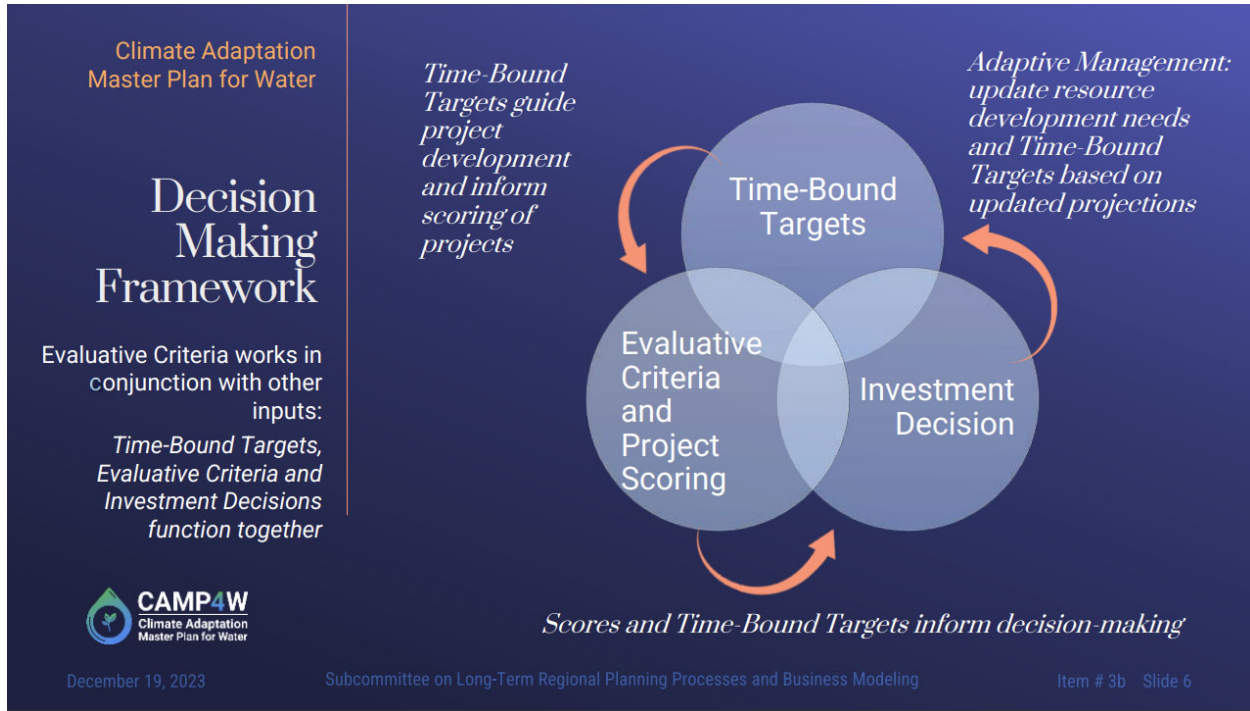 Climate Adaptation
Master Plan for Water
Decision
Making
Framework
Evaluative Criteria works in
conjunction with other
inputs:
Time-Bound Targets,
Evaluative Criteria and
Investment Decisions
function together
CAMP4W
Climate Adaptation
Master Plan for Water
Time-Bound
Targets guide
project
development
and inform
scoring of
projects
Time-Bound
Targets
Adaptive Management:
update resource
development needs
and Time-Bound
Targets based on
updated projections
Evaluative
Criteria
and
Project
Scoring
Investment
Decision
Scores and Time-Bound Targets inform decision-making
December 19, 2023
Subcommittee on Long-Term Regional Planning Processes and Business Modeling
Item # 3b Slide 6